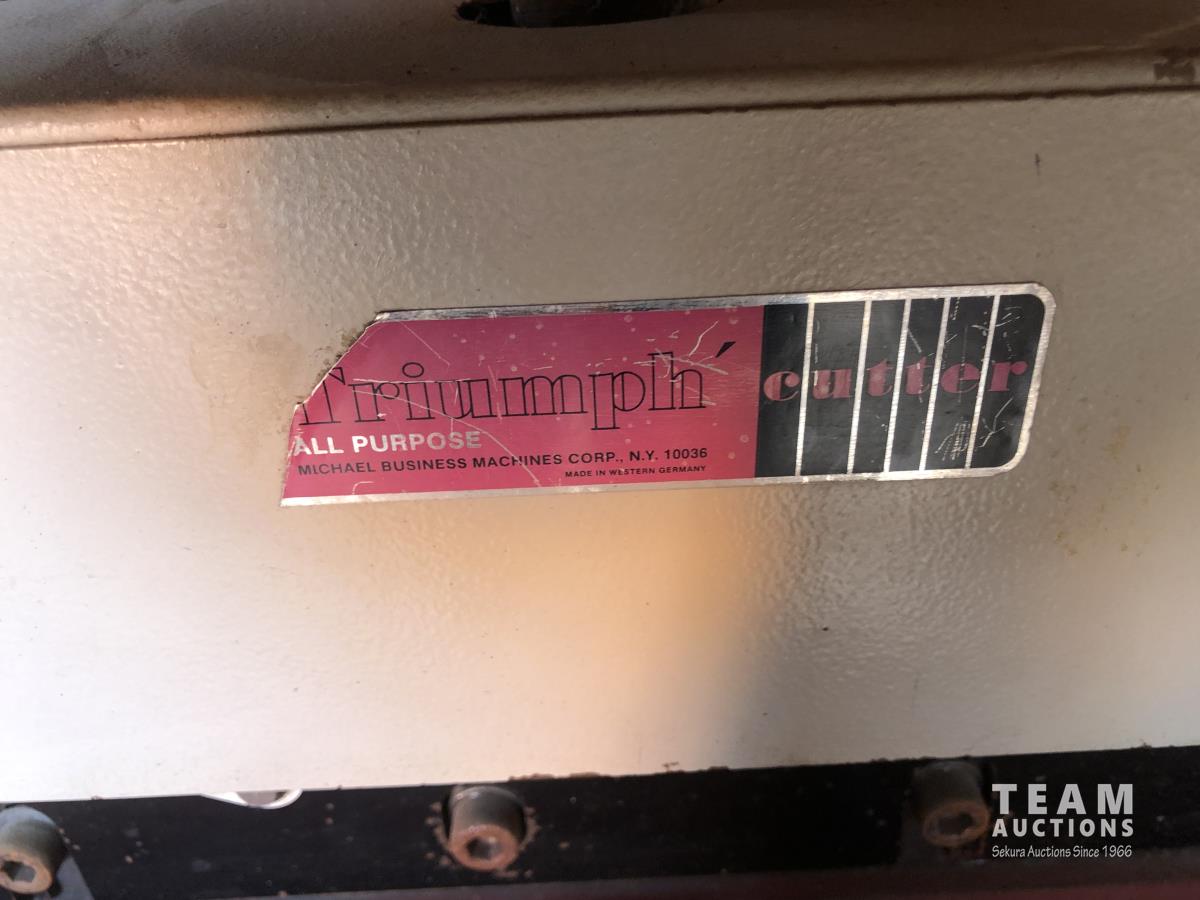 Triumph cutter
ALL PURPOSE
MICHAEL BUSINESS MACHINES CORP., N.Y. 10036
MADE IN WESTERN GERMANY
TEAM
AUCTIONS
Sekura Auctions Since 1966